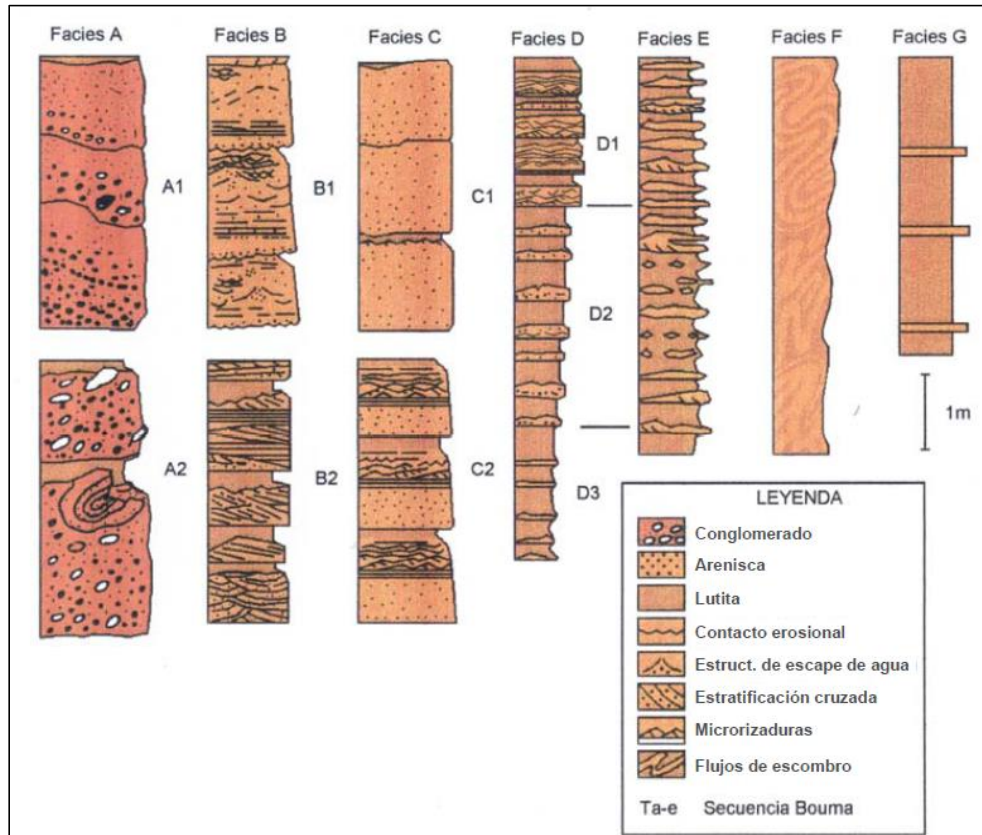 Facies A
Facies B
Facies C
Facies D
Facies E
Facies F
Facies G
A1
B1
C1
D1
D2
D3
A2
B2
C2
1m
LEYENDA
Conglomerado
Arenisca
Lutita
Contacto erosional
Estruct. de escape de agua
Estratificación cruzada
Microrizaduras
Flujos de escombro
Ta-e Secuencia Bouma